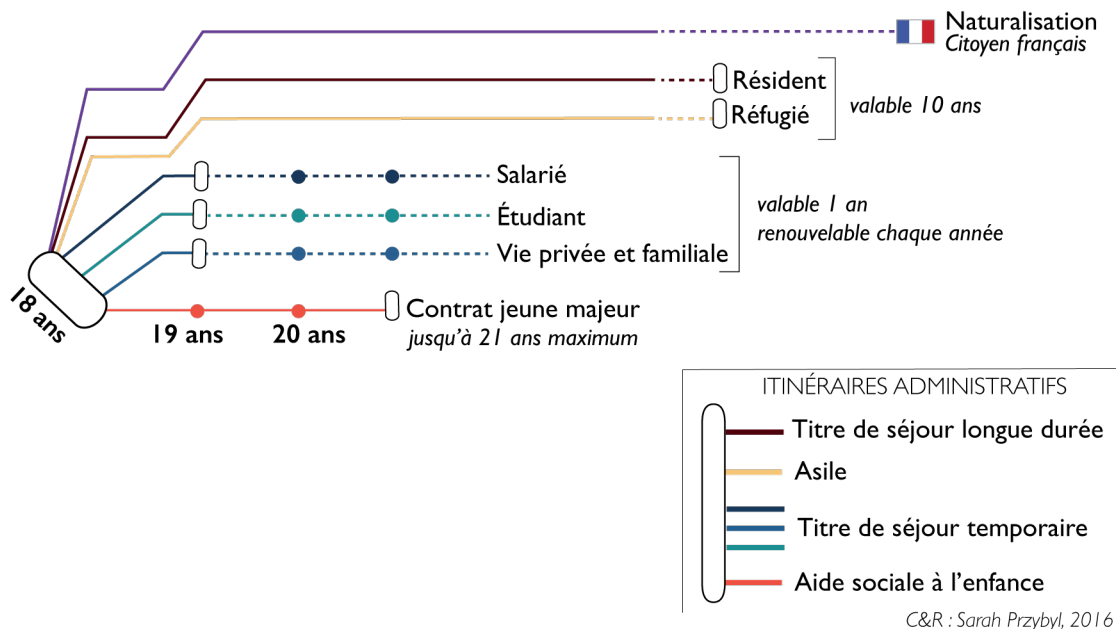 Naturalisation
Citoyen français
Résident
Réfugié
valable 10 ans
Salarié
Étudiant
Vie privée et familiale
valable 1 an
renouvelable chaque année
18 ans
19 ans
20 ans
Contrat jeune majeur
jusqu'à 21 ans maximum
ITINÉRAIRES ADMINISTRATIFS
Titre de séjour longue durée
Asile
Titre de séjour temporaire
Aide sociale à l'enfance
C&R : Sarah Przybyl, 2016